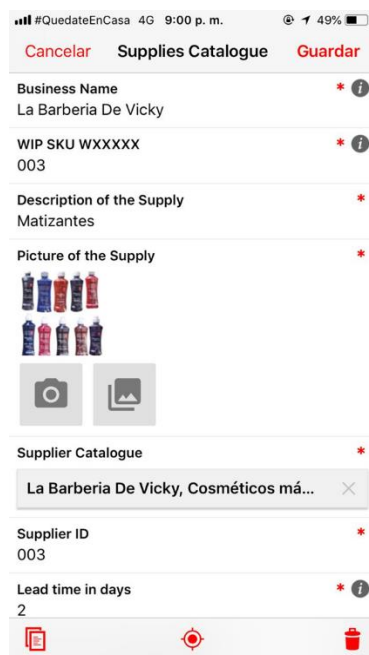 #QuedateEnCasa 4G 9:00 p. m. 49%
Cancelar Supplies Catalogue Guardar
Business Name *
La Barberia De Vicky
WIP SKU WXXXXX *
003
Description of the Supply *
Matizantes
Picture of the Supply *
Supplier Catalogue *
La Barberia De Vicky, Cosméticos má...
Supplier ID *
003
Lead time in days *
2